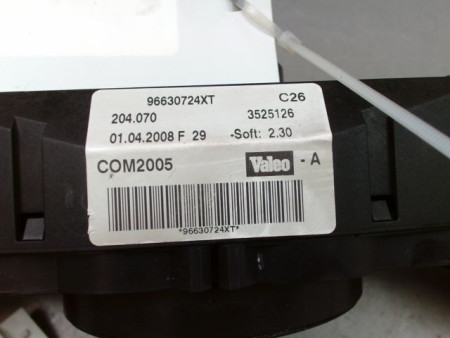 96630724XT C26
204.070 3525126
01.04.2008 F 29 -Soft: 2.30
COM2005 Valeo - A
*96630724XT*